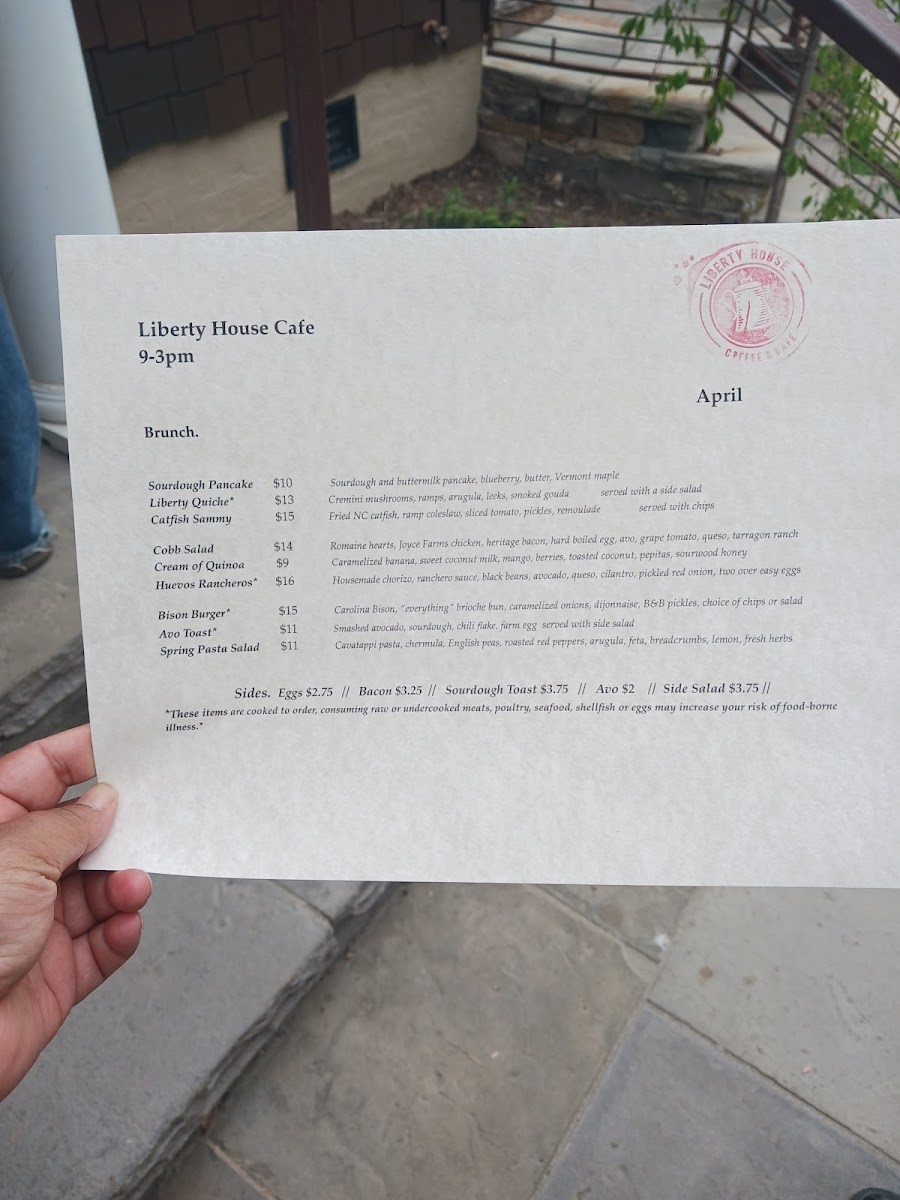 LIBERTY HOUSE
COFFEE & CAFE
Liberty House Cafe
9-3pm
April
Brunch.
Sourdough Pancake $10 Sourdough and buttermilk pancake, blueberry, butter, Vermont maple
Liberty Quiche* $13 Cremini mushrooms, ramps, arugula, leeks, smoked gouda served with a side salad
Catfish Sammy $15 Fried NC catfish, ramp coleslaw, sliced tomato, pickles, remoulade served with chips
Cobb Salad $14 Romaine hearts, Joyce Farms chicken, heritage bacon, hard boiled egg, avo, grape tomato, queso, tarragon ranch
Cream of Quinoa $9 Caramelized banana, sweet coconut milk, mango, berries, toasted coconut, pepitas, sourwood honey
Huevos Rancheros* $16 Housemade chorizo, ranchero sauce, black beans, avocado, queso, cilantro, pickled red onion, two over easy eggs
Bison Burger* $15 Carolina Bison, "everything" brioche bun, caramelized onions, dijonnaise, B&B pickles, choice of chips or salad
Avo Toast* $11 Smashed avocado, sourdough, chili flake, farm egg served with side salad
Spring Pasta Salad $11 Cavatappi pasta, chermula, English peas, roasted red peppers, arugula, feta, breadcrumbs, lemon, fresh herbs
Sides. Eggs $2.75 // Bacon $3.25 // Sourdough Toast $3.75 // Avo $2 // Side Salad $3.75 //
*These items are cooked to order, consuming raw or undercooked meats, poultry, seafood, shellfish or eggs may increase your risk of food-borne
illness.*